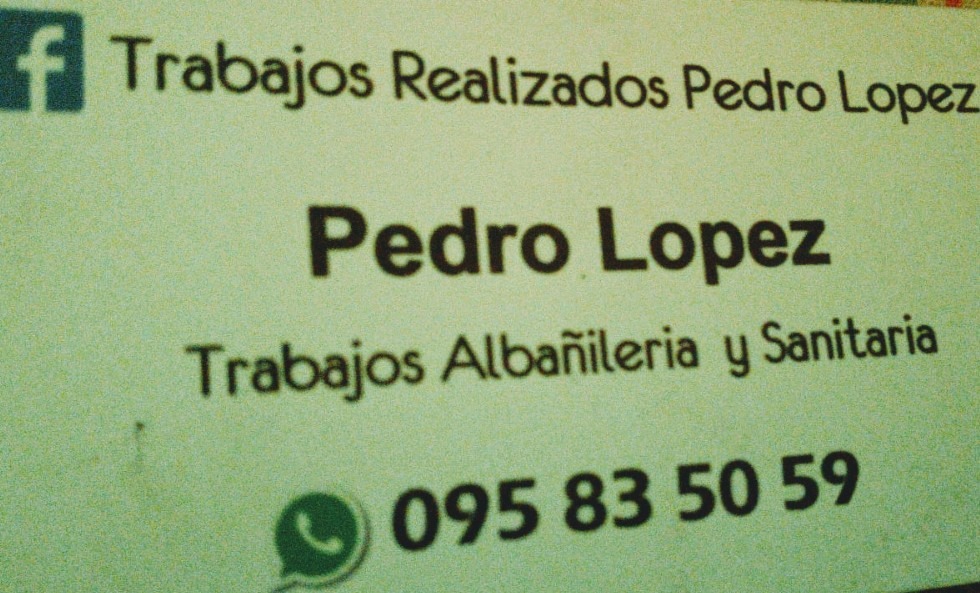 f Trabajos Realizados Pedro Lopez
Pedro Lopez
Trabajos Albañileria y Sanitaria
095 83 50 59